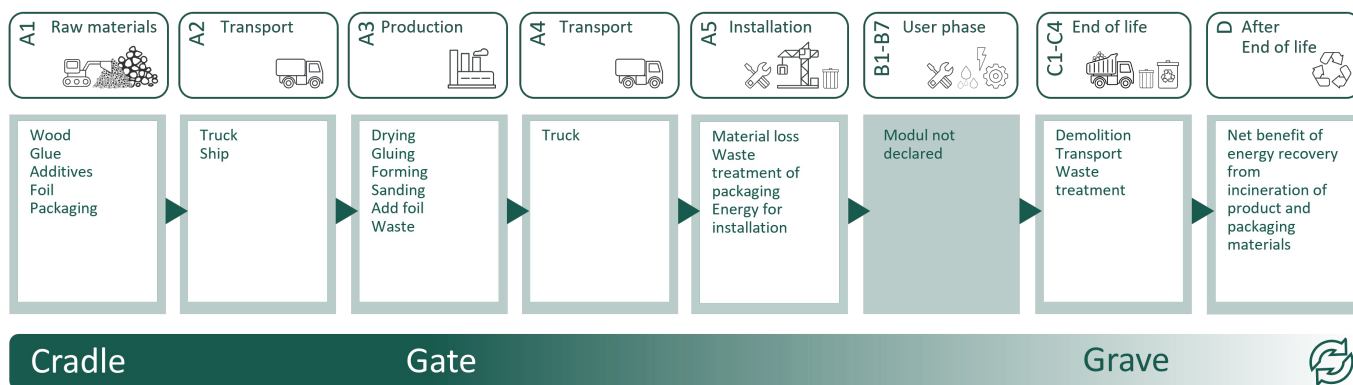 A1 Raw materials
A2 Transport
A3 Production
A4 Transport
A5 Installation
B1-B7 User phase
C1-C4 End of life
D After
End of life
Wood
Glue
Additives
Foil
Packaging
Truck
Ship
Drying
Gluing
Forming
Sanding
Add foil
Waste
Truck
Material loss
Waste
treatment of
packaging
Energy for
installation
Modul not
declared
Demolition
Transport
Waste
treatment
Net benefit of
energy recovery
from
incineration of
product and
packaging
materials
Cradle
Gate
Grave